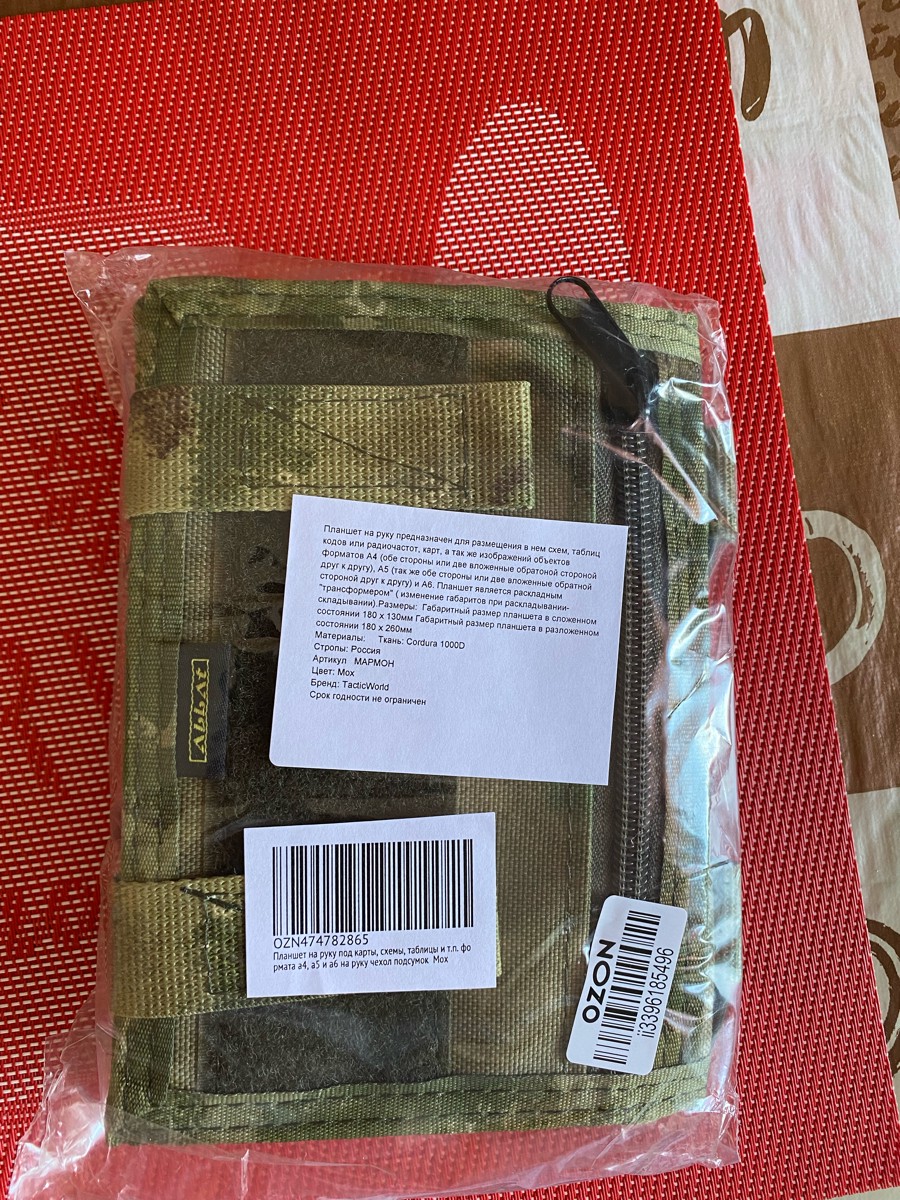 Планшет на руку предназначен для размещения в нем схем, таблиц
кодов или радиочастот, карт, а так же изображений объектов
форматов А4 (обе стороны или две вложенные обратоной стороной
друг к другу), А5 (так же обе стороны или две вложенные обратной
стороной друг к другу) и А6. Планшет является раскладным
"трансформером" ( изменение габаритов при раскладывании-
складывании).Размеры: Габаритный размер планшета в сложенном
состоянии 180 х 130мм Габаритный размер планшета в разложенном
состоянии 180 х 260мм
Материалы: Ткань: Cordura 1000D
Стропы: Россия
Артикул МАРМОН
Цвет: Мох
Бренд: TacticWorld
Срок годности не ограничен
AbbAt
OZN474782865
Планшет на руку под карты, схемы, таблицы и т.п. фо
рмата а4, а5 и а6 на руку чехол подсумок Мох
OZON
ii3396185496